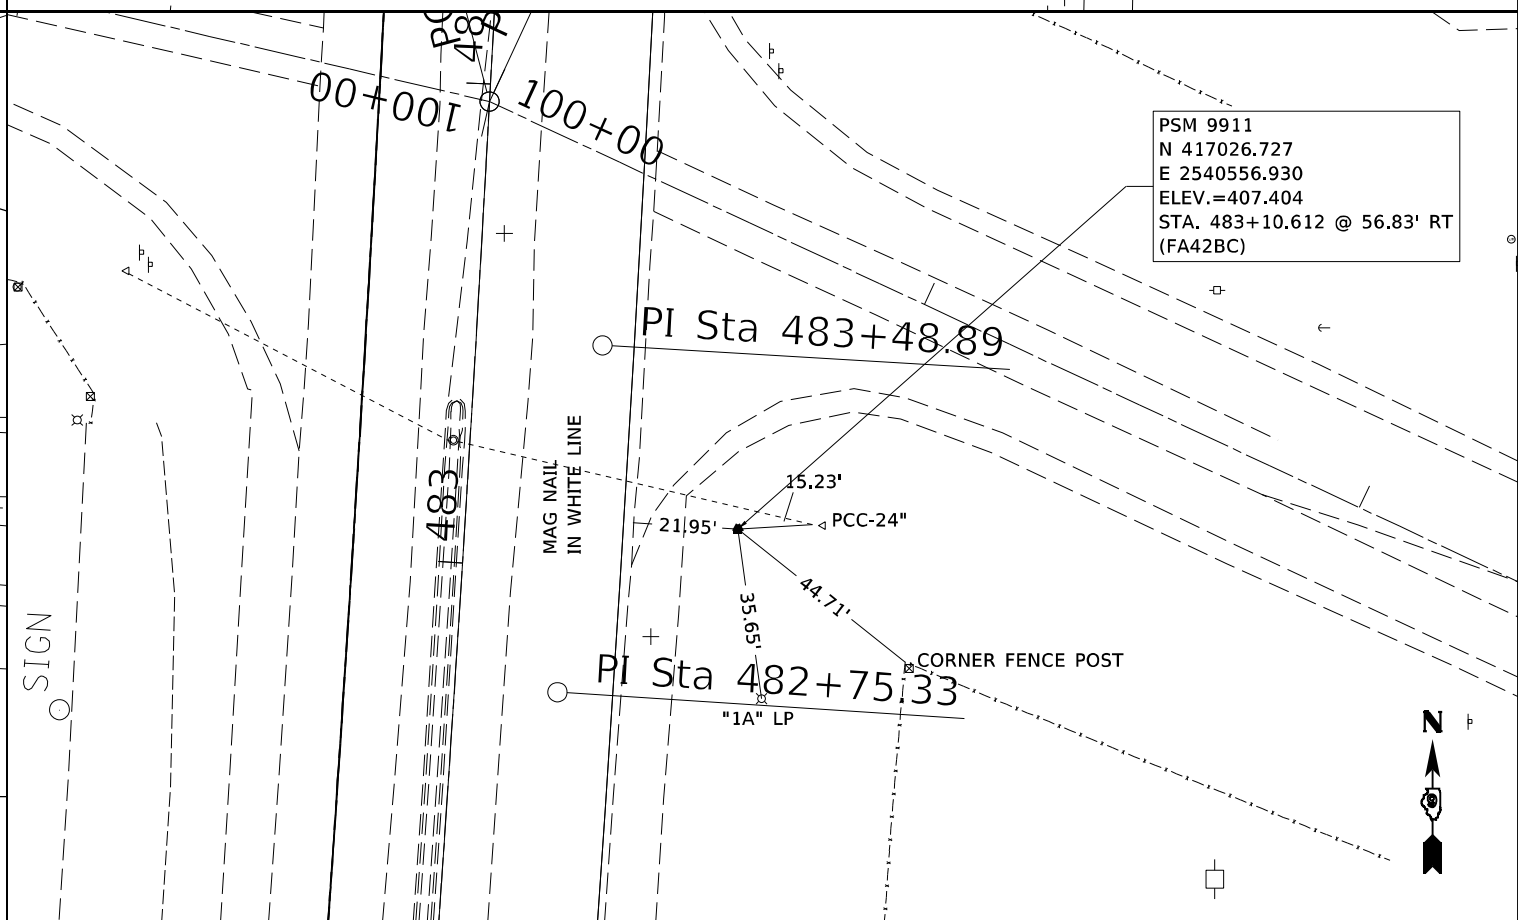 48
100+00
100+00
PSM 9911
N 417026.727
E 2540556.930
ELEV.=407.404
STA. 483+10.612 @ 56.83' RT
(FA42BC)
PI Sta 483+48.89
MAG NAIL
IN WHITE LINE
483
15.23'
21.95'
PCC-24"
44.71'
35.65'
SIGN
CORNER FENCE POST
PI Sta 482+75.33
"1A" LP
N